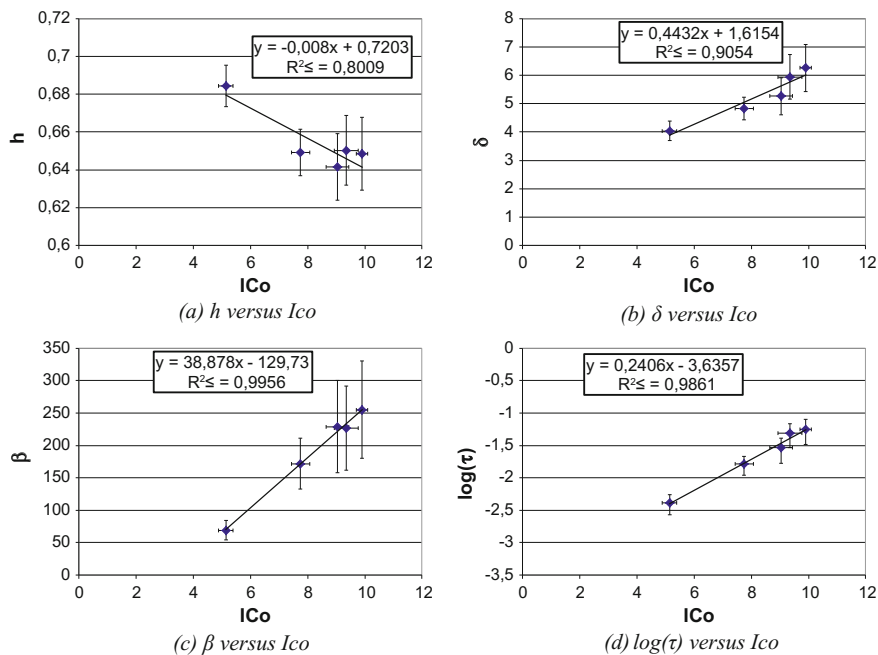 0,72
0,7
0,68
0,66
0,64
0,62
0,6
h
y = -0,008x + 0,7203
R²≤ = 0,8009
0 2 4 6 8 10 12
ICo
(a) h versus Ico
8
7
6
5
4
3
2
1
0
δ
y = 0,4432x + 1,6154
R²≤ = 0,9054
0 2 4 6 8 10 12
ICo
(b) δ versus Ico
350
300
250
200
150
100
50
0
β
y = 38,878x - 129,73
R²≤ = 0,9956
0 2 4 6 8 10 12
ICo
(c) β versus Ico
0
-0,5
-1
-1,5
-2
-2,5
-3
-3,5
log(τ)
y = 0,2406x - 3,6357
R²≤ = 0,9861
0 2 4 6 8 10 12
ICo
(d) log(τ) versus Ico